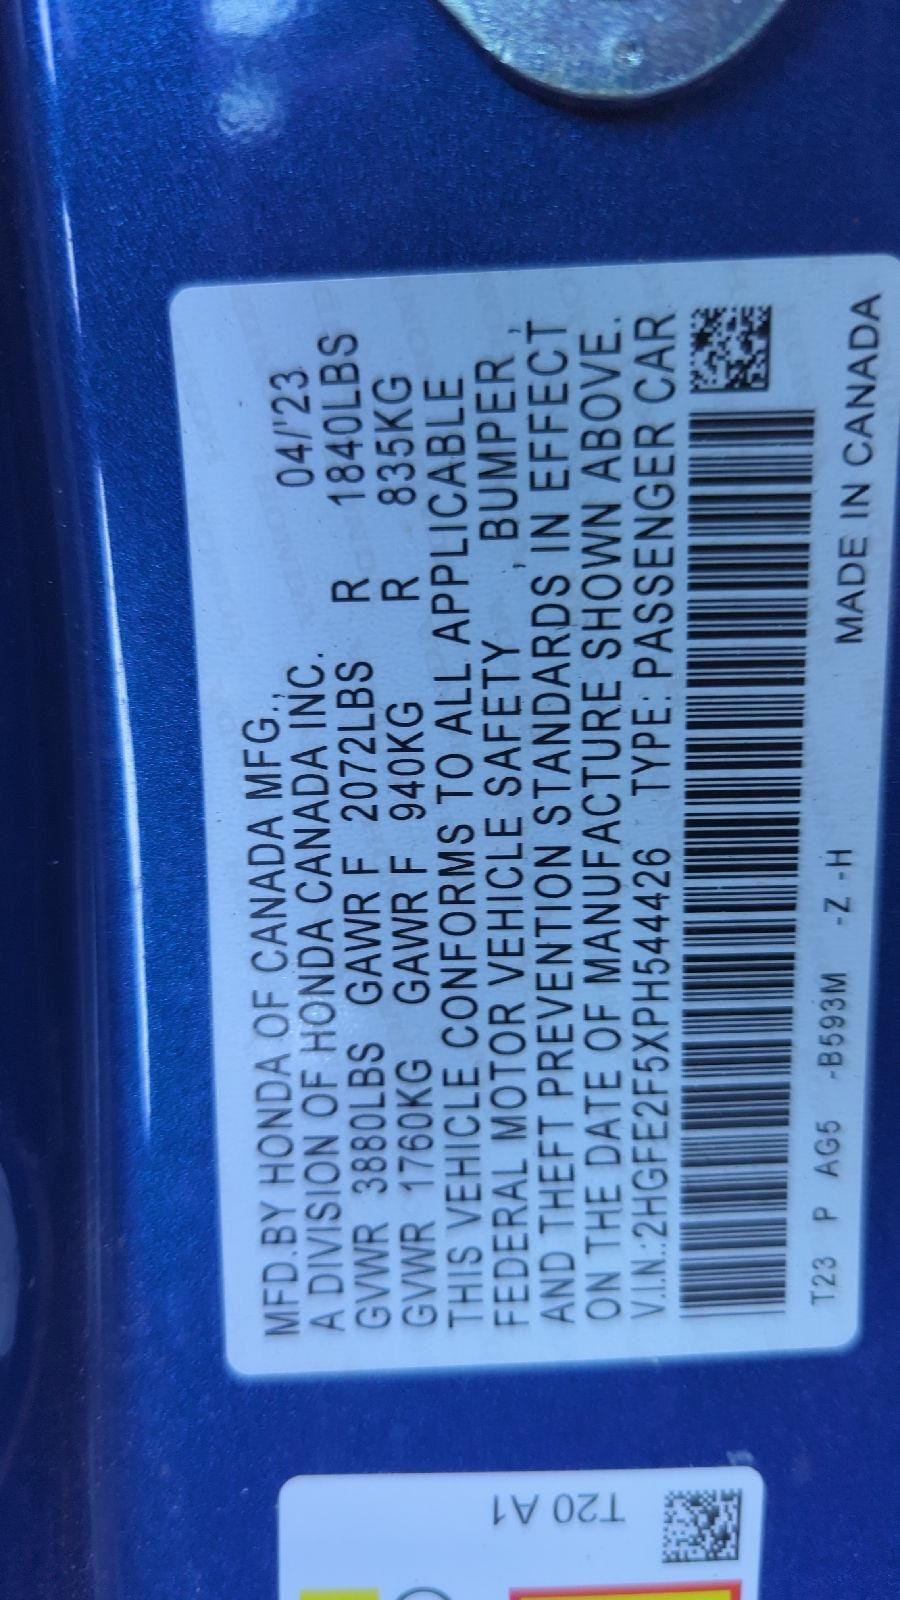 MFD.BY HONDA OF CANADA MFG., 04/'23
A DIVISION OF HONDA CANADA INC.
GVWR 3880LBS GAWR F 2072LBS R 1840LBS
GVWR 1760KG GAWR F 940KG R 835KG
THIS VEHICLE CONFORMS TO ALL APPLICABLE
FEDERAL MOTOR VEHICLE SAFETY , BUMPER ,
AND THEFT PREVENTION STANDARDS IN EFFECT
ON THE DATE OF MANUFACTURE SHOWN ABOVE.
V.I.N.:2HGFE2F5XPH544426 TYPE: PASSENGER CAR
T23 P AG5 -B593M -Z -H MADE IN CANADA
T20 A1